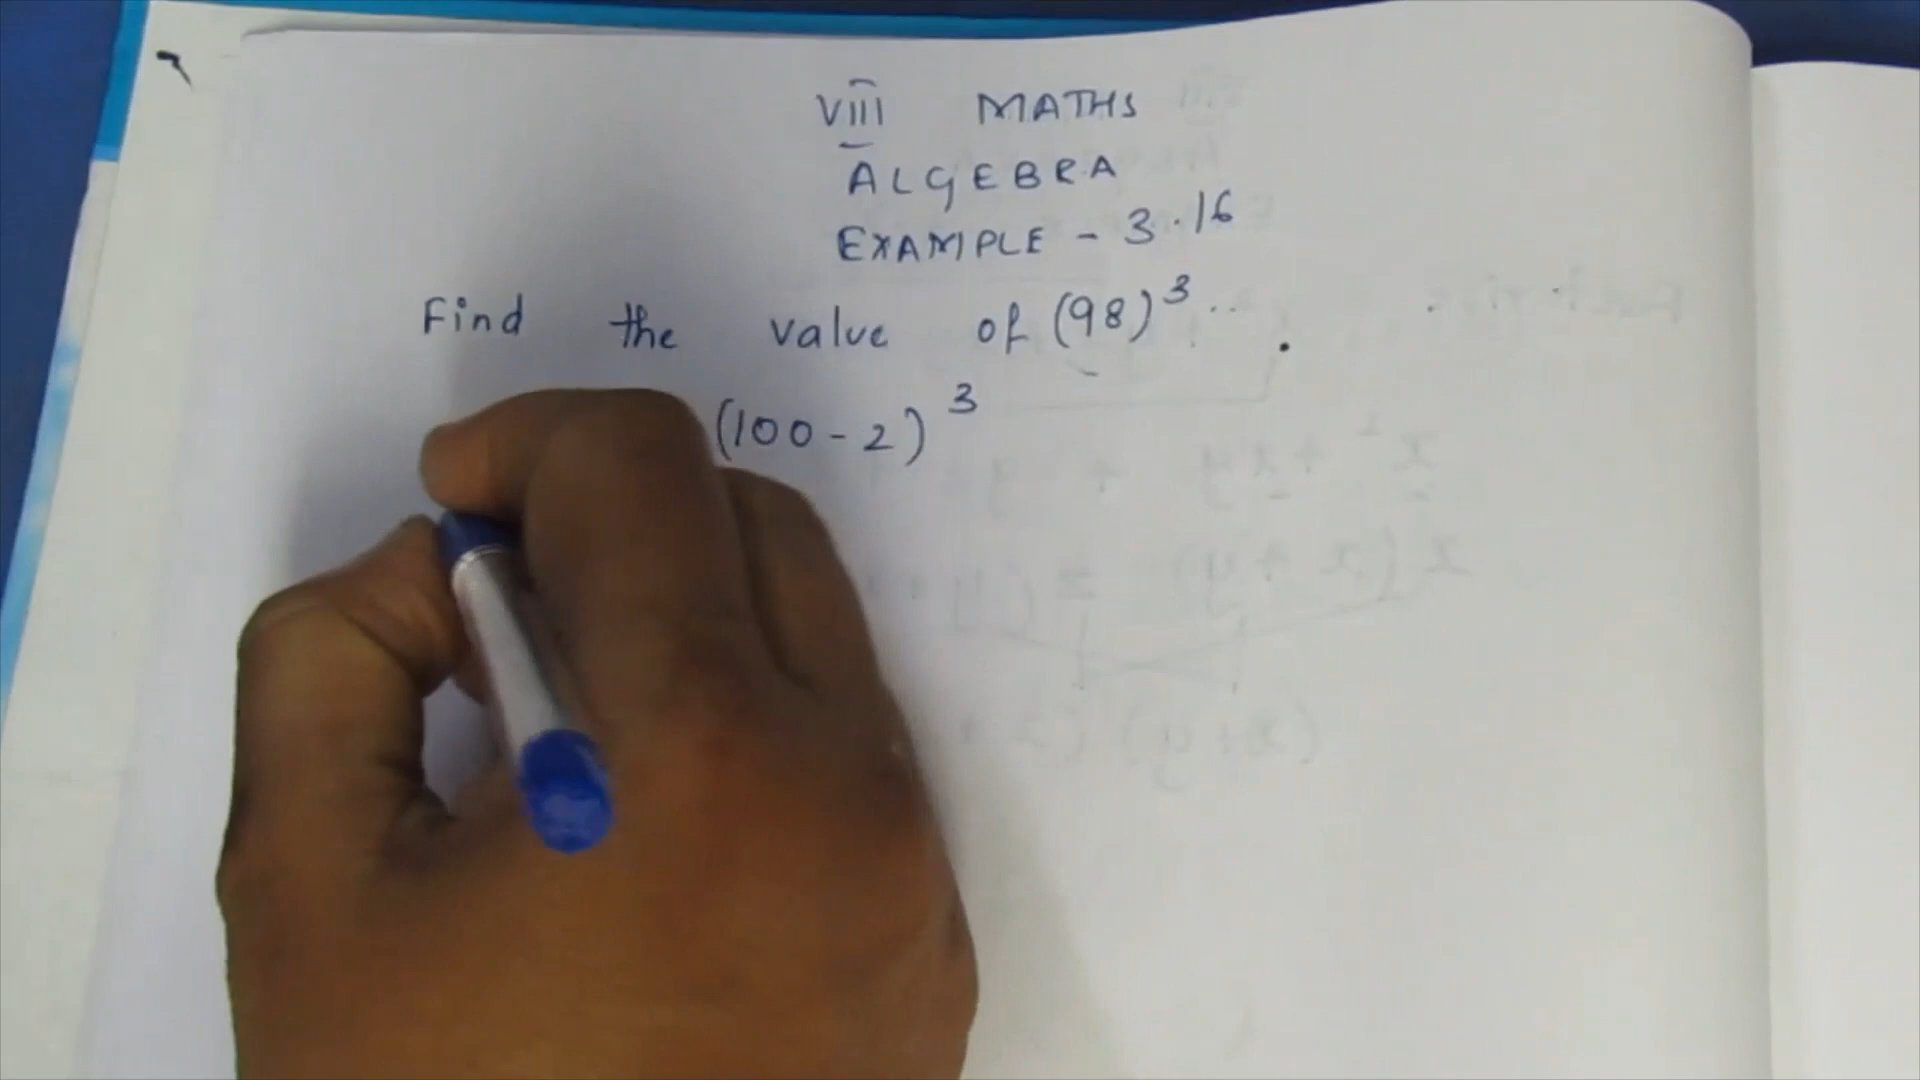 VIII MATHS
ALGEBRA
EXAMPLE - 3.16
Find the value of (98)³.
(100-2)³